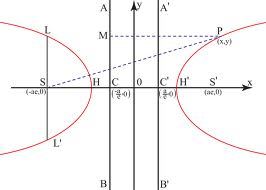 A y A'
L
M P
(x,y)
S H C 0 C' H' S' x
(-ae,0) (-a/e,0) (a/e,0) (ae,0)
L'
B B'